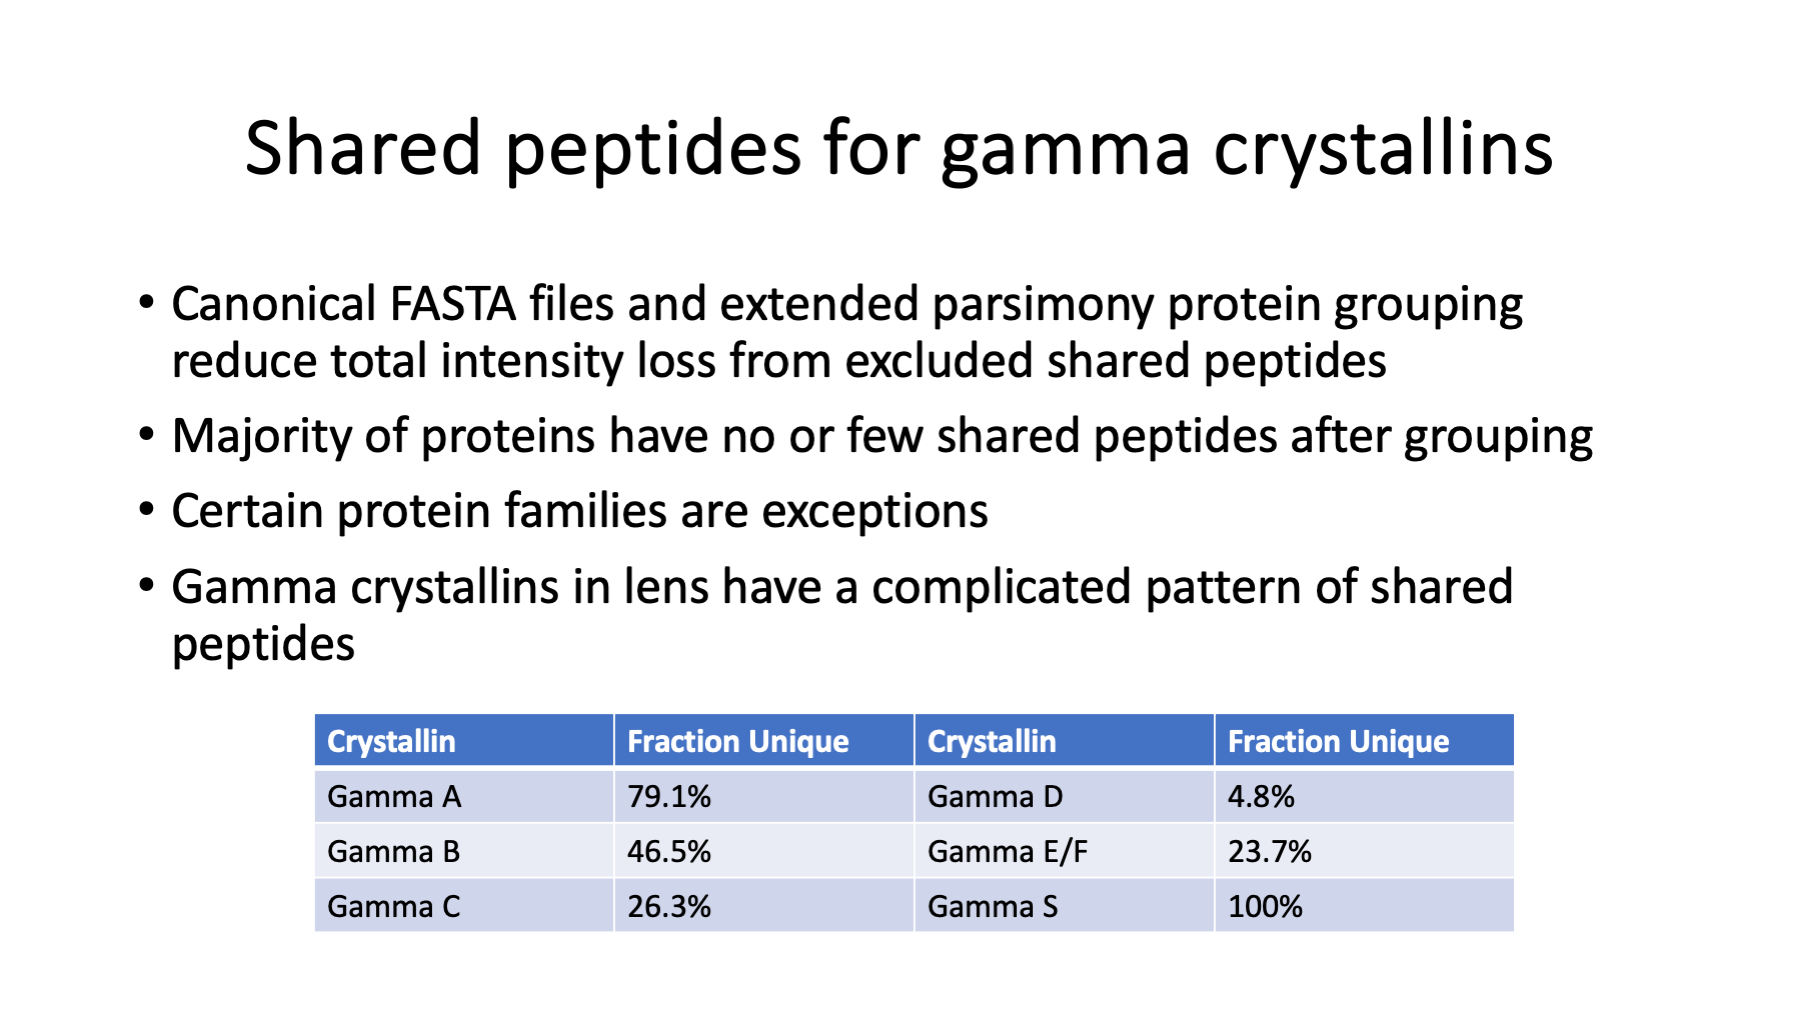 Shared peptides for gamma crystallins
• Canonical FASTA files and extended parsimony protein grouping
reduce total intensity loss from excluded shared peptides
• Majority of proteins have no or few shared peptides after grouping
• Certain protein families are exceptions
• Gamma crystallins in lens have a complicated pattern of shared
peptides
Crystallin Fraction Unique Crystallin Fraction Unique
Gamma A 79.1% Gamma D 4.8%
Gamma B 46.5% Gamma E/F 23.7%
Gamma C 26.3% Gamma S 100%